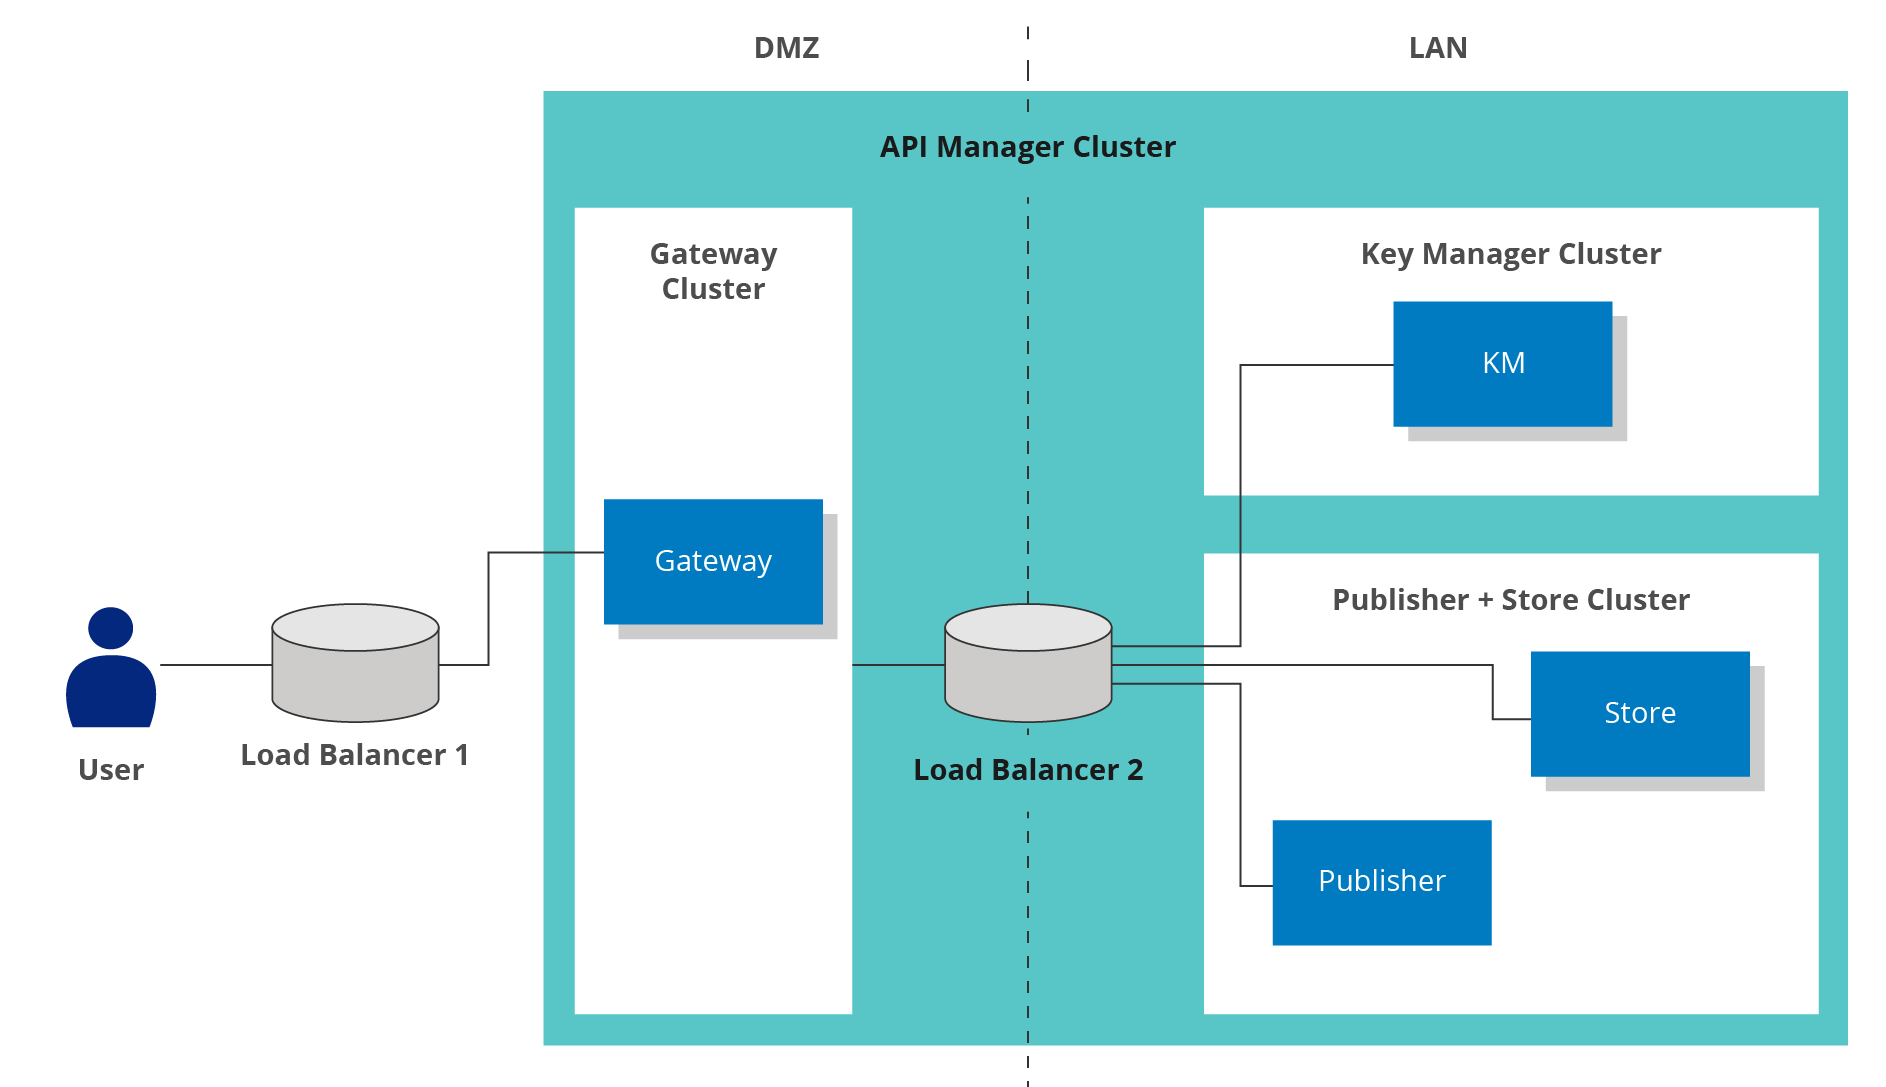 DMZ
LAN
API Manager Cluster
Gateway
Cluster
Key Manager Cluster
KM
Gateway
Publisher + Store Cluster
Store
User
Load Balancer 1
Load Balancer 2
Publisher